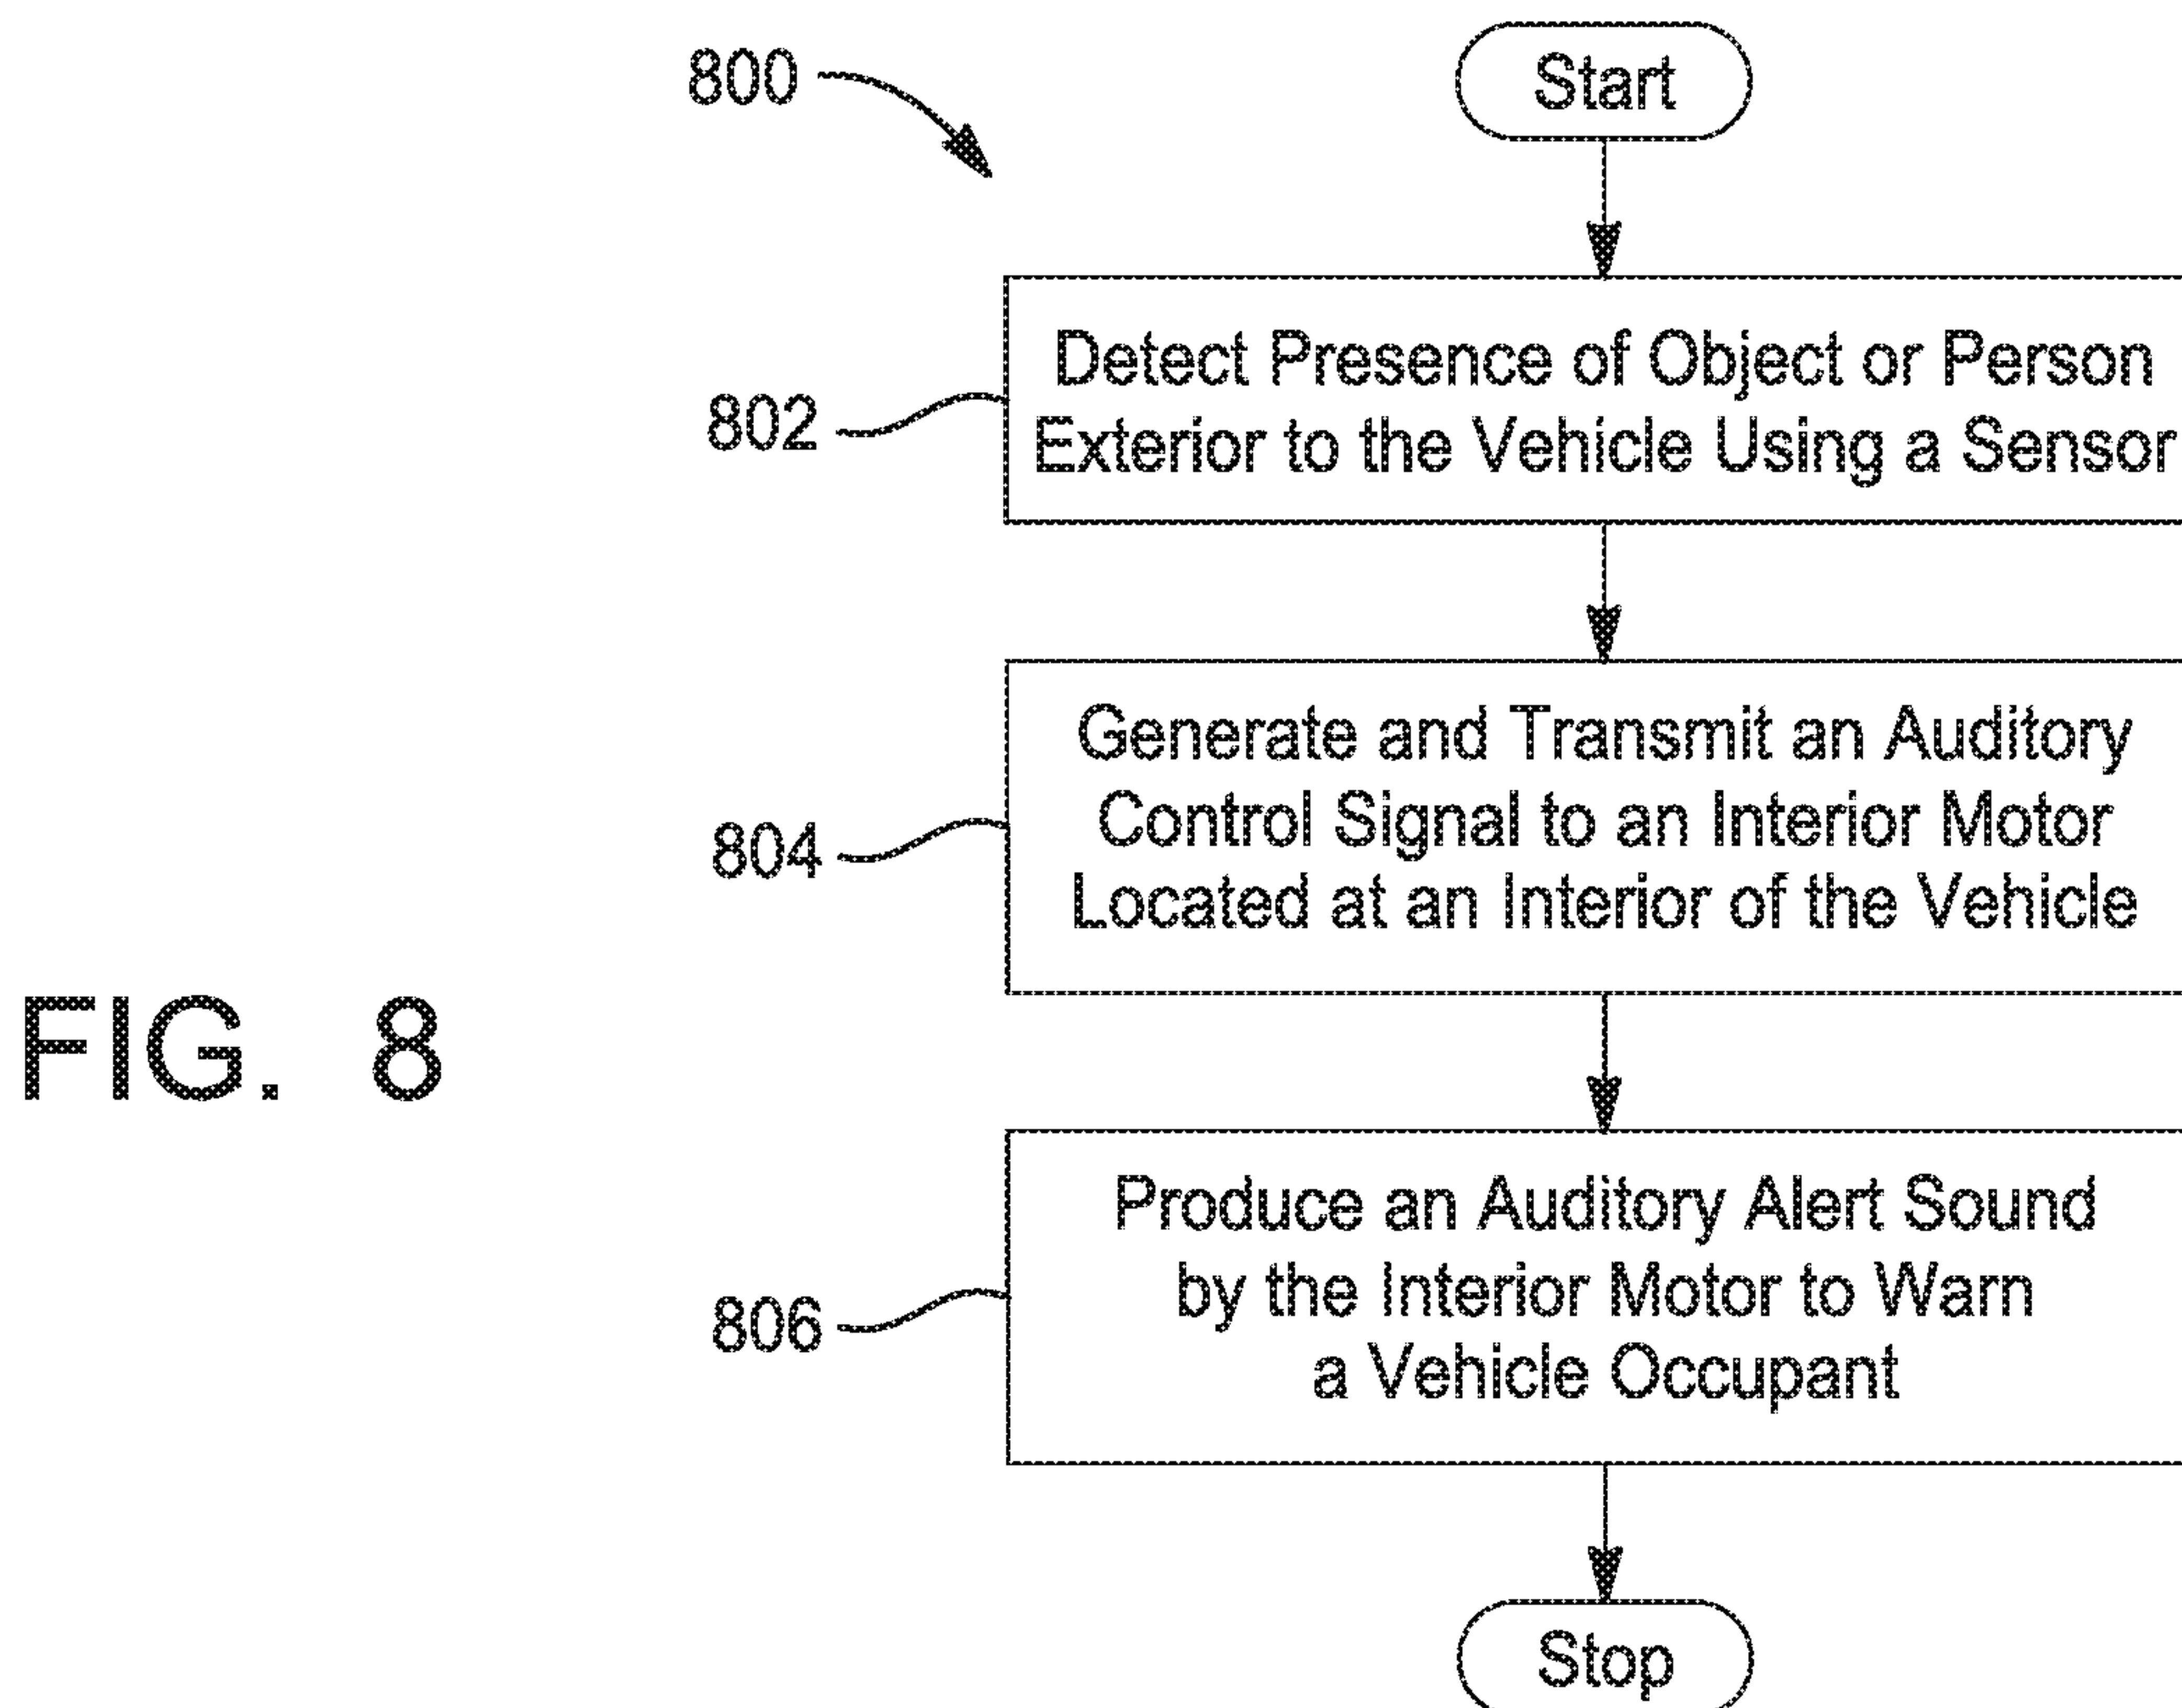 800
Start
802
Detect Presence of Object or Person
Exterior to the Vehicle Using a Sensor
804
Generate and Transmit an Auditory
Control Signal to an Interior Motor
Located at an Interior of the Vehicle
FIG. 8
806
Produce an Auditory Alert Sound
by the Interior Motor to Warn
a Vehicle Occupant
Stop